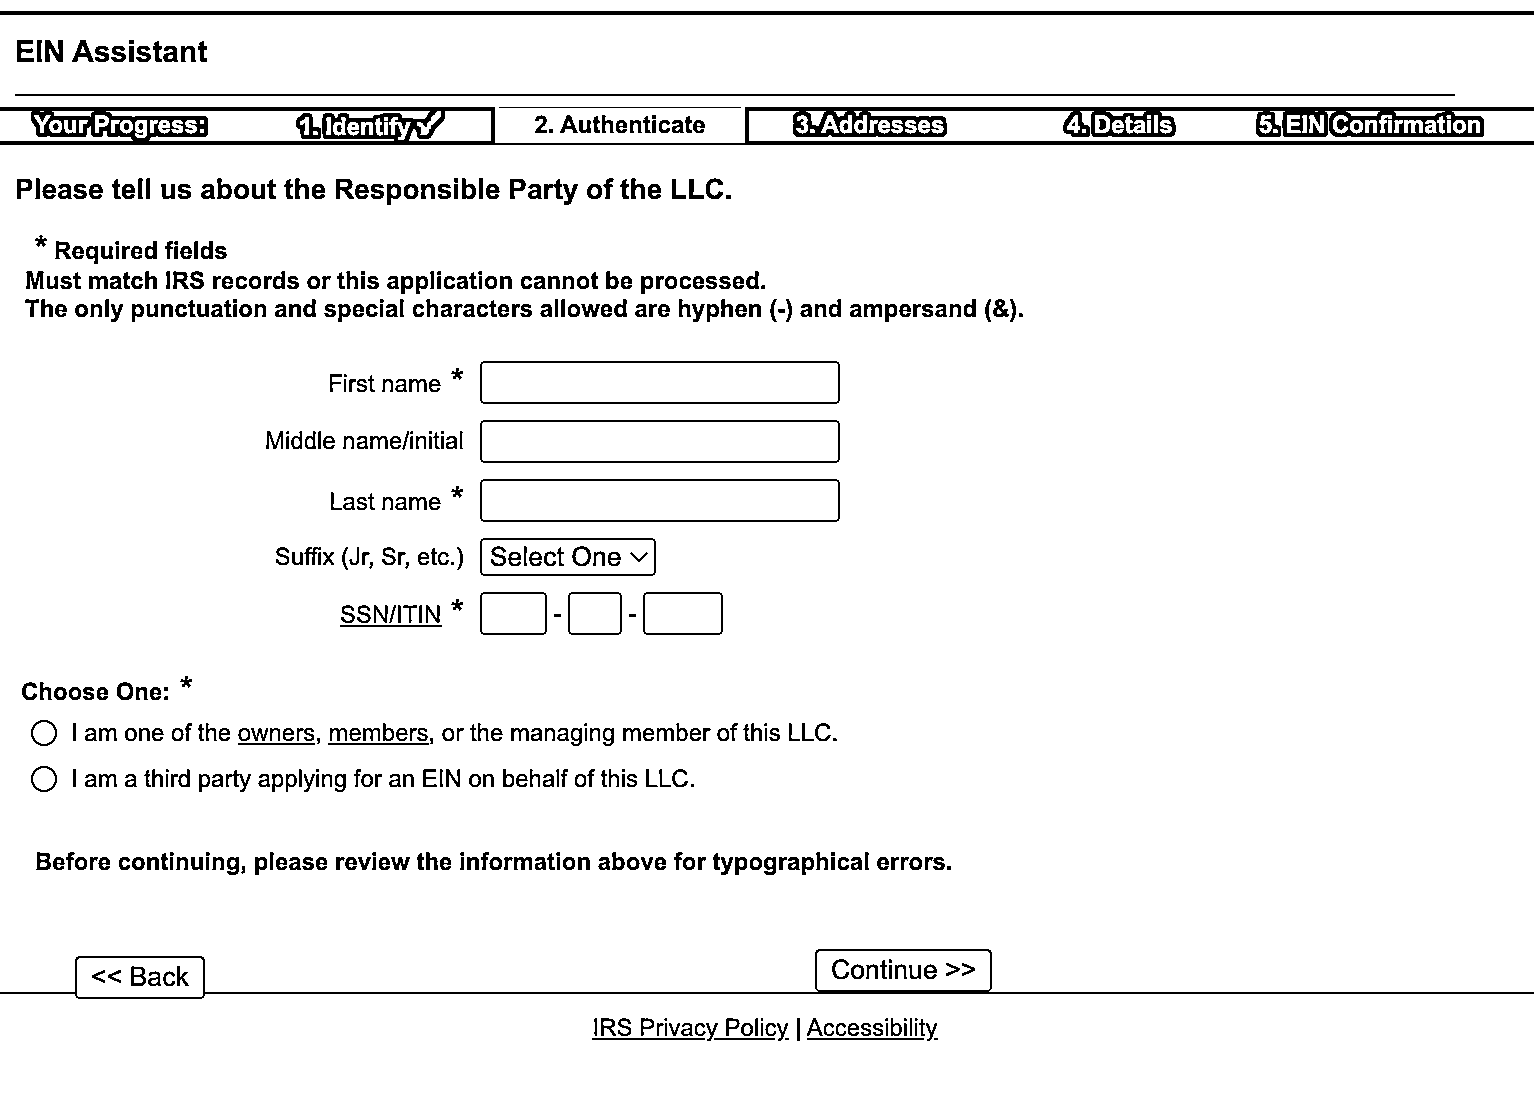 EIN Assistant
Your Progress: 1. Identify ✓ 2. Authenticate 3. Addresses 4. Details 5. EIN Confirmation
Please tell us about the Responsible Party of the LLC.
* Required fields
Must match IRS records or this application cannot be processed.
The only punctuation and special characters allowed are hyphen (-) and ampersand (&).
First name *
Middle name/initial
Last name *
Suffix (Jr, Sr, etc.) Select One
SSN/ITIN * - -
Choose One: *
I am one of the owners, members, or the managing member of this LLC.
I am a third party applying for an EIN on behalf of this LLC.
Before continuing, please review the information above for typographical errors.
<< Back Continue >>
IRS Privacy Policy | Accessibility